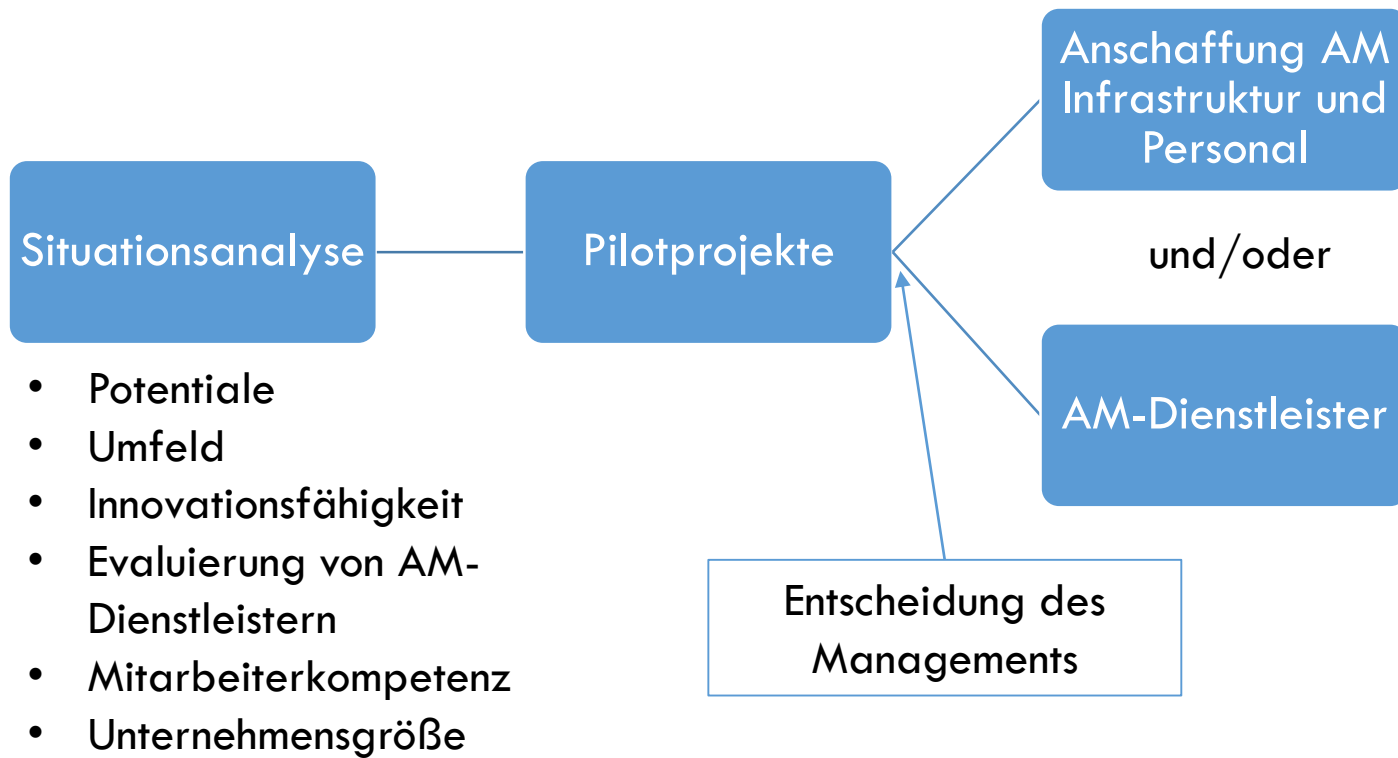 Situationsanalyse
• Potentiale
• Umfeld
• Innovationsfähigkeit
• Evaluierung von AM-
Dienstleistern
• Mitarbeiterkompetenz
• Unternehmensgröße
Pilotprojekte
Entscheidung des
Managements
Anschaffung AM
Infrastruktur und
Personal
und/oder
AM-Dienstleister